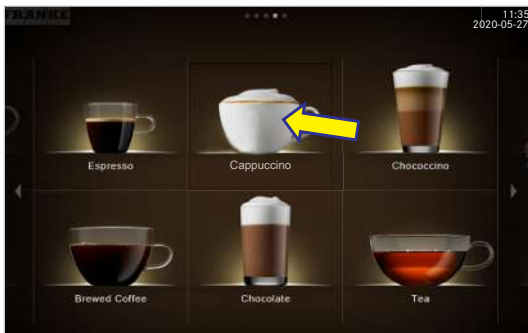 FRANKE
11:35
2020-05-27
Espresso
Cappuccino
Chococcino
Brewed Coffee
Chocolate
Tea